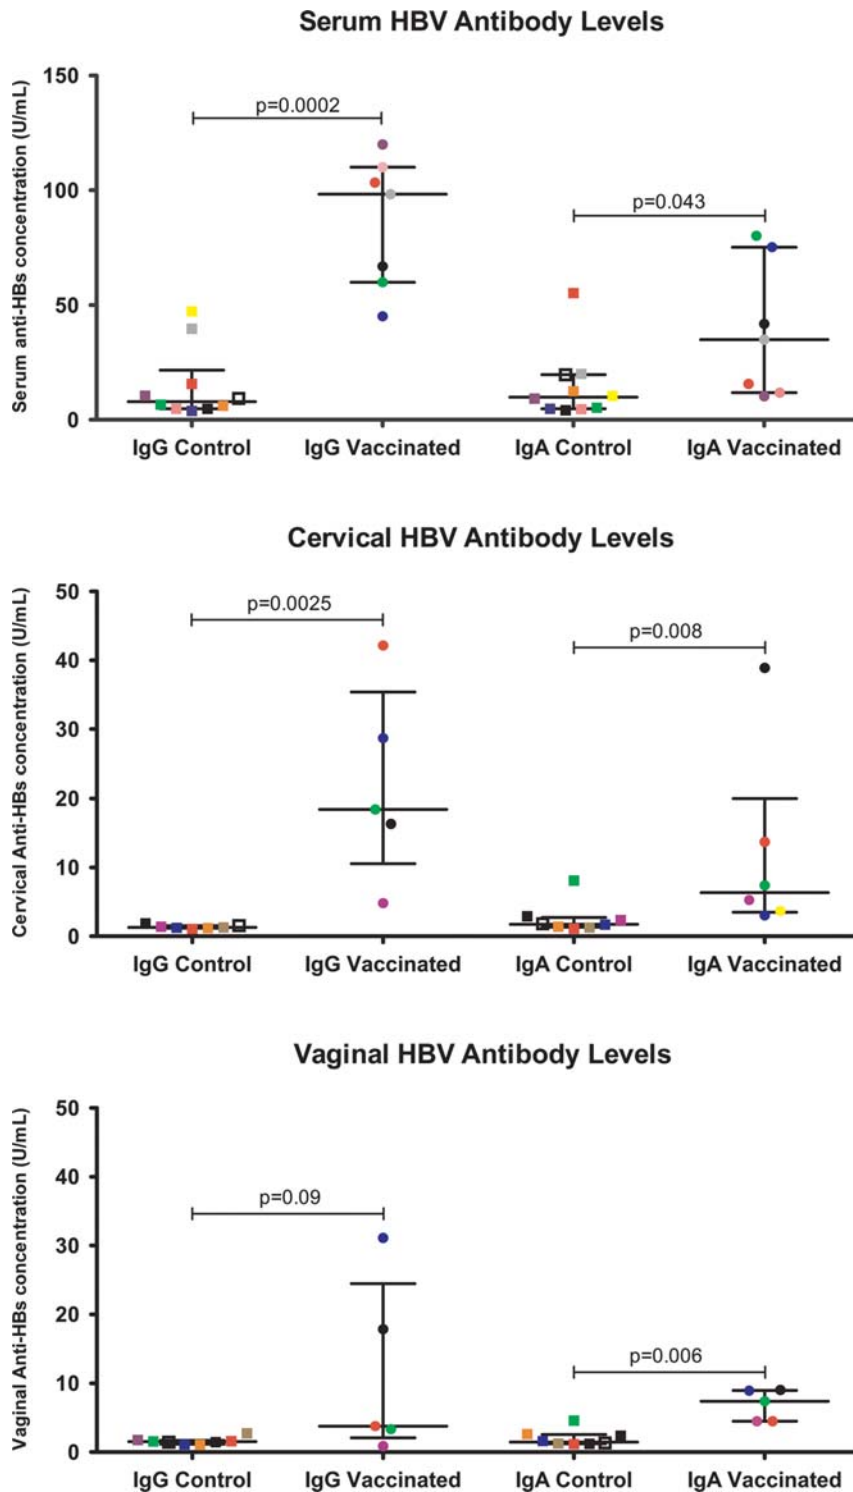 Serum HBV Antibody Levels
Serum anti-HBs concentration (U/mL)
150
100
50
0
p=0.0002
p=0.043
IgG Control
IgG Vaccinated
IgA Control
IgA Vaccinated
Cervical HBV Antibody Levels
Cervical Anti-HBs concentration (U/mL)
50
40
30
20
10
0
p=0.0025
p=0.008
IgG Control
IgG Vaccinated
IgA Control
IgA Vaccinated
Vaginal HBV Antibody Levels
Vaginal Anti-HBs concentration (U/mL)
50
40
30
20
10
0
p=0.09
p=0.006
IgG Control
IgG Vaccinated
IgA Control
IgA Vaccinated